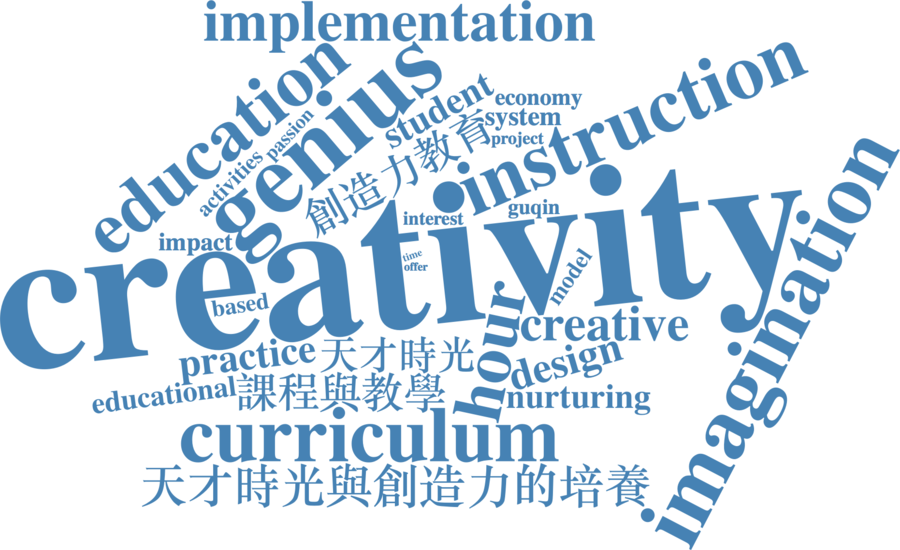 implementation
education
genius
student
economy
system
project
passion
activities
創造力教育
instruction
imagination
interest
guqin
impact
creativity
time
offer
model
based
hour
creative
practice
天才時光
design
educational
課程與教學
nurturing
curriculum
天才時光與創造力的培養